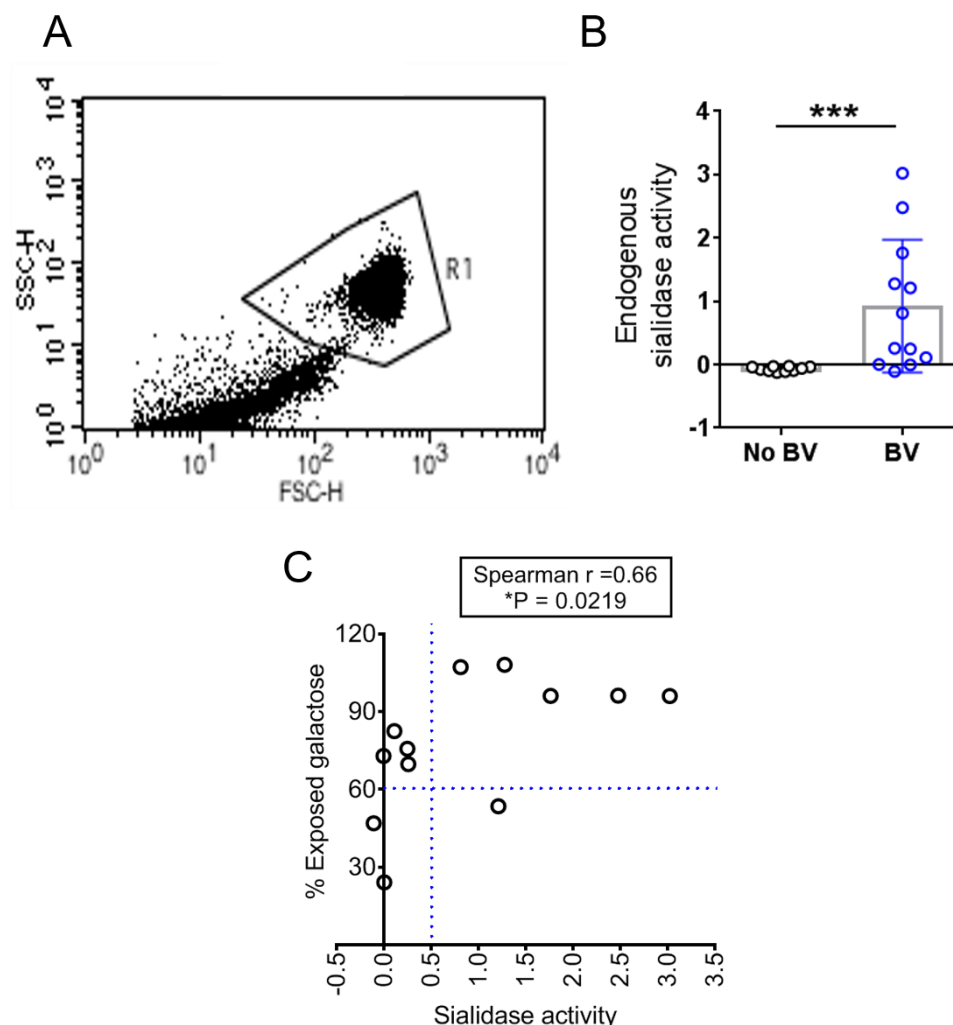 A
SSC-H
10^4
10^3
10^2
10^1
10^0
R1
10^0 10^1 10^2 10^3 10^4
FSC-H
B
Endogenous
sialidase activity
4
3
2
1
0
-1
***
No BV BV
C
Spearman r =0.66
*P = 0.0219
% Exposed galactose
120
90
60
30
-0.5 0.0 0.5 1.0 1.5 2.0 2.5 3.0 3.5
Sialidase activity